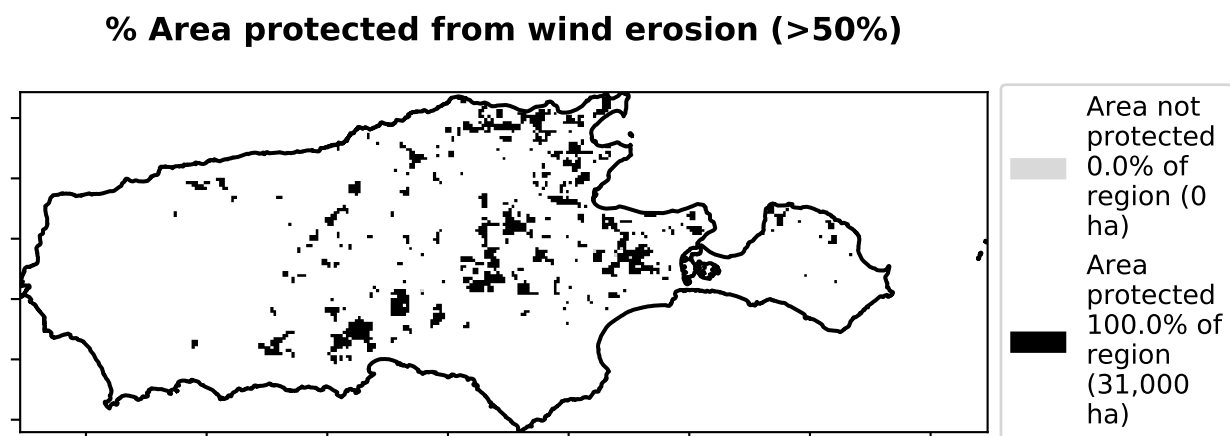 % Area protected from wind erosion (>50%)
Area not
protected
0.0% of
region (0
ha)
Area
protected
100.0% of
region
(31,000
ha)